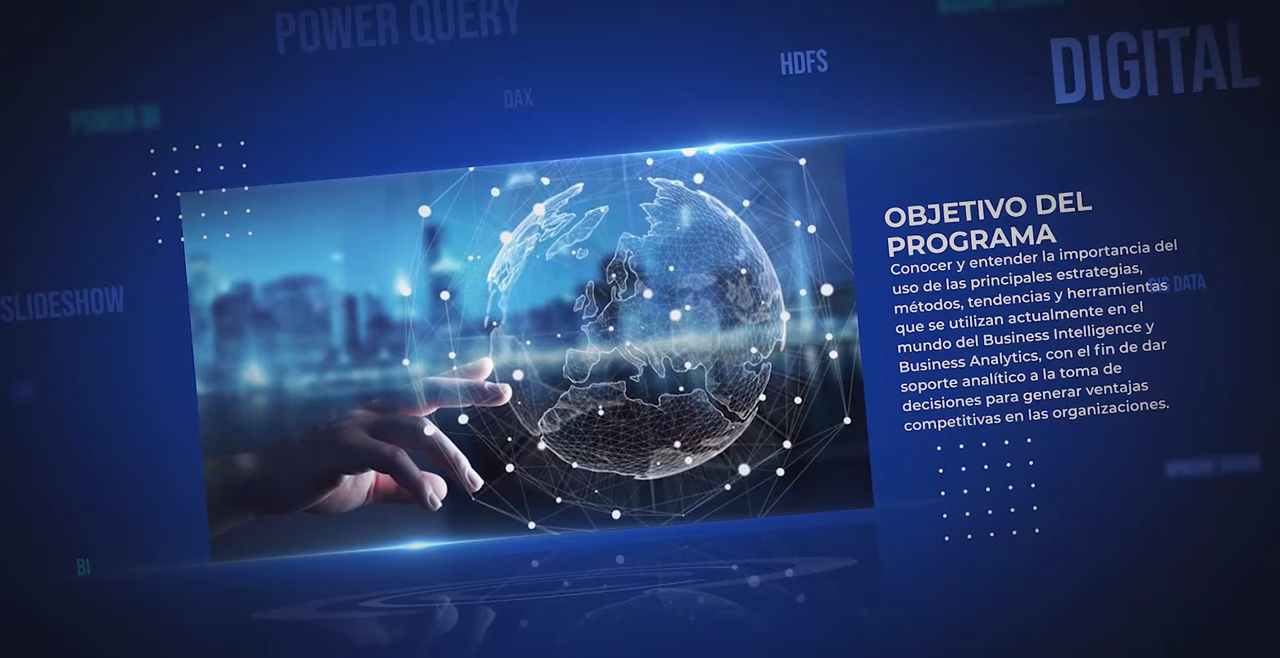 POWER QUERY
HDFS
DIGITAL
DAX
POWER BI
OBJETIVO DEL
PROGRAMA
Conocer y entender la importancia del
uso de las principales estrategias,
métodos, tendencias y herramientas
que se utilizan actualmente en el
mundo del Business Intelligence y
Business Analytics, con el fin de dar
soporte analítico a la toma de
decisiones para generar ventajas
competitivas en las organizaciones.
BIG DATA
SLIDESHOW
BI